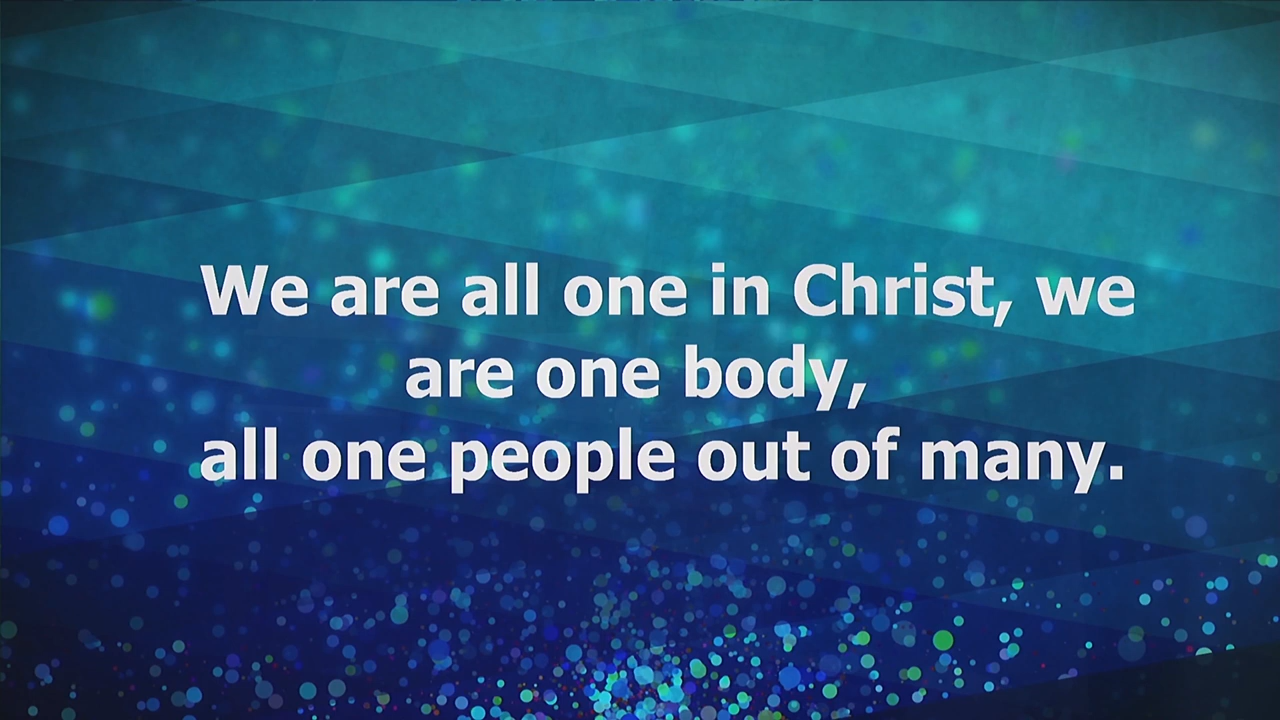 We are all one in Christ, we
are one body,
all one people out of many.